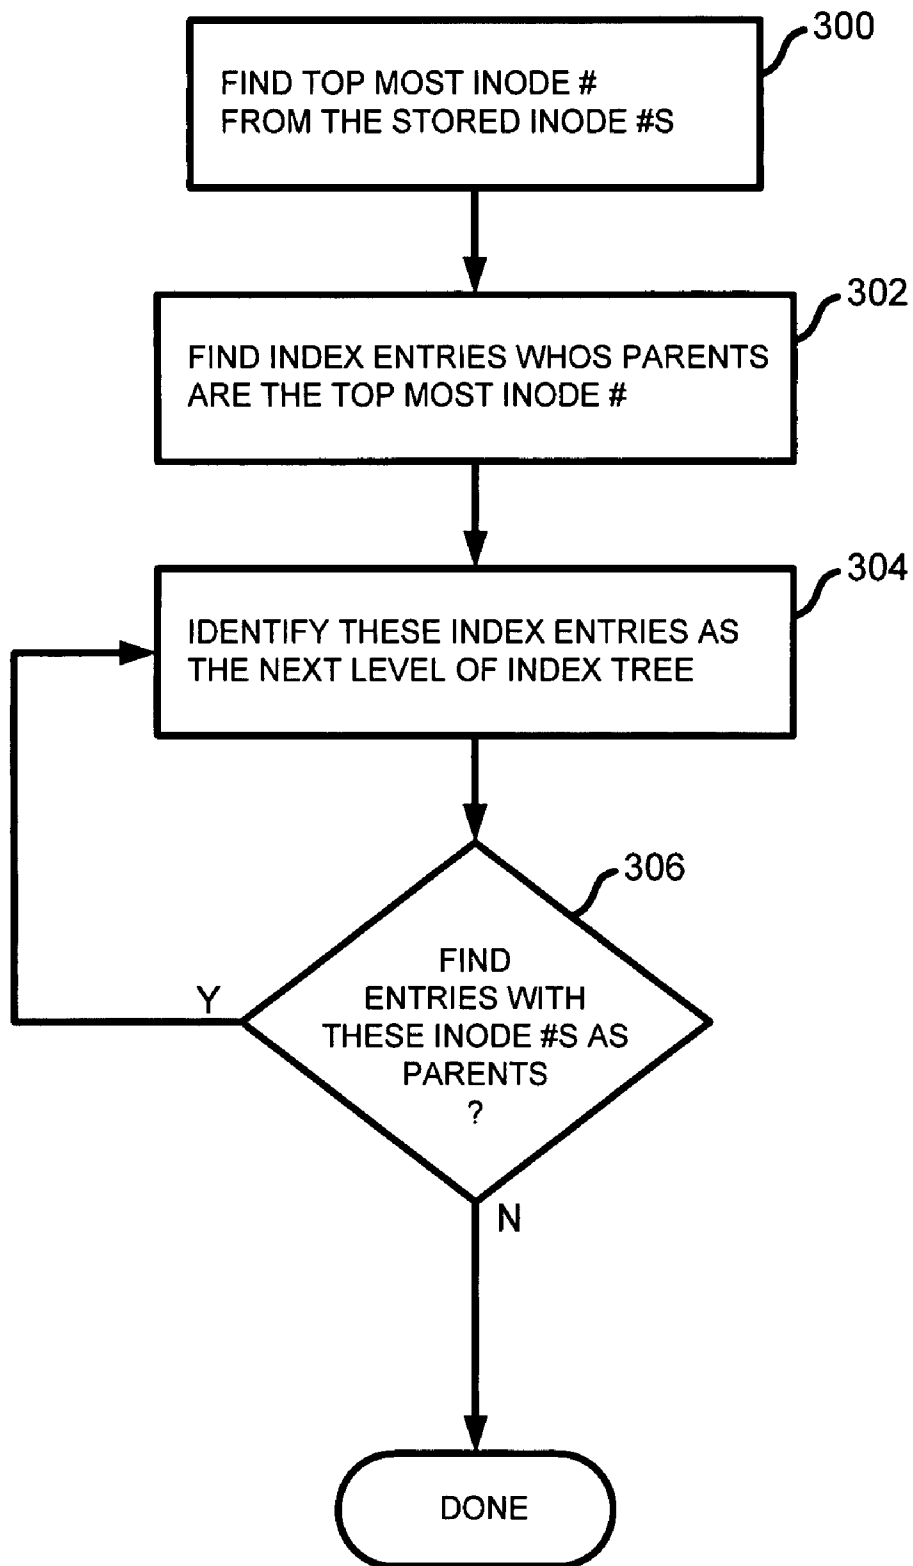 300
FIND TOP MOST INODE #
FROM THE STORED INODE #S
302
FIND INDEX ENTRIES WHOS PARENTS
ARE THE TOP MOST INODE #
304
IDENTIFY THESE INDEX ENTRIES AS
THE NEXT LEVEL OF INDEX TREE
306
FIND
ENTRIES WITH
THESE INODE #S AS
PARENTS
?
Y
N
DONE